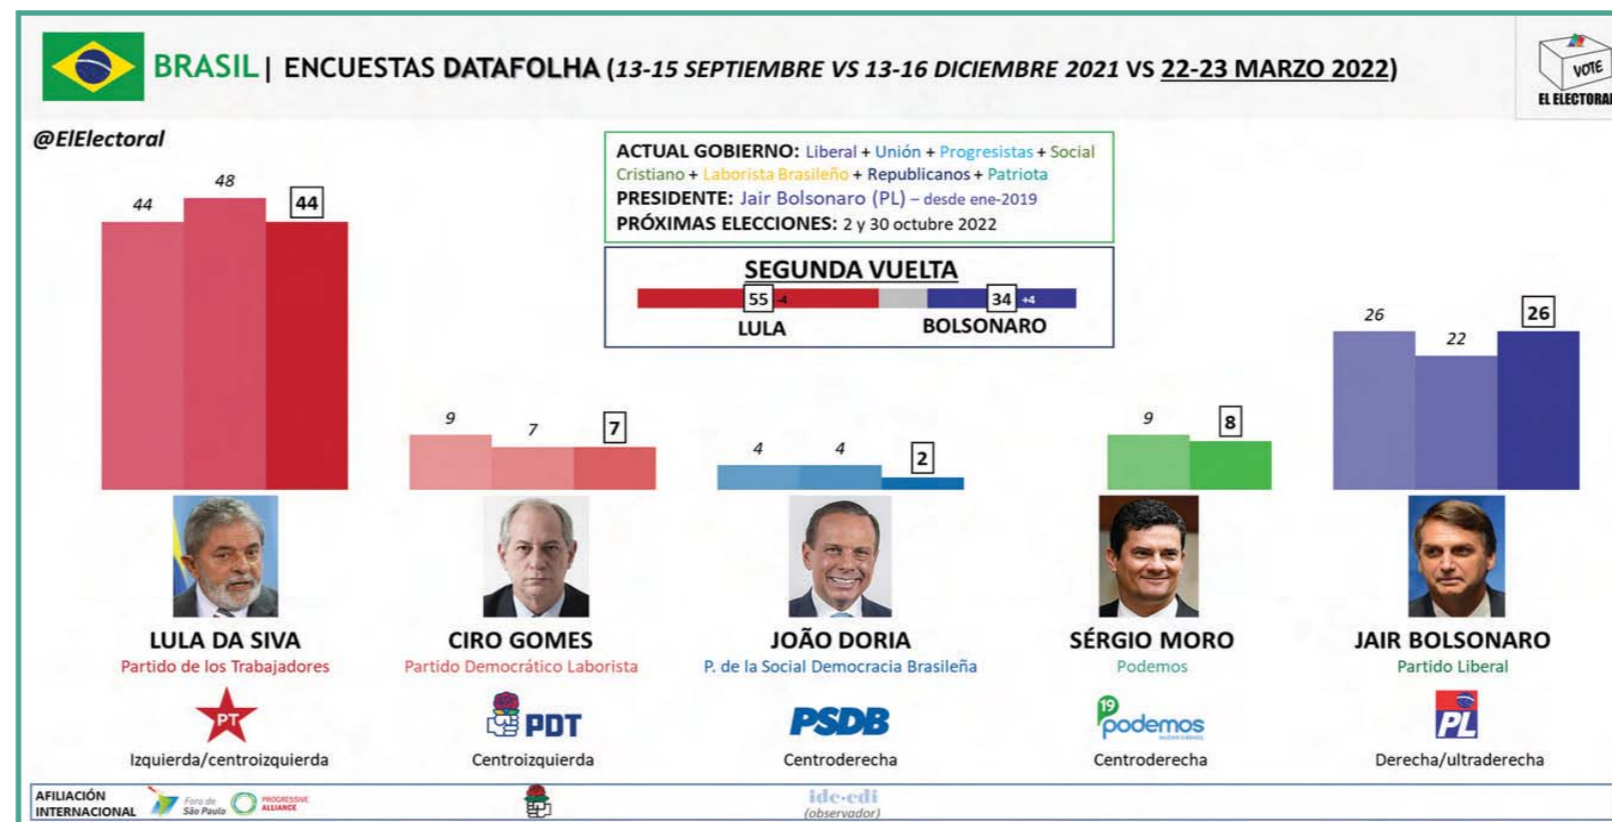 BRASIL | ENCUESTAS DATAFOLHA (13-15 SEPTIEMBRE VS 13-16 DICIEMBRE 2021 VS 22-23 MARZO 2022)
VOTE
EL ELECTORAL
@ElElectoral
ACTUAL GOBIERNO: Liberal + Unión + Progresistas + Social
Cristiano + Laborista Brasileño + Republicanos + Patriota
PRESIDENTE: Jair Bolsonaro (PL) – desde ene-2019
PRÓXIMAS ELECCIONES: 2 y 30 octubre 2022
SEGUNDA VUELTA
55 -4 34 +4
LULA BOLSONARO
44 48 44
9 7 7
4 4 2
9 8
26 22 26
LULA DA SIVA CIRO GOMES JOÃO DORIA SÉRGIO MORO JAIR BOLSONARO
Partido de los Trabajadores Partido Democrático Laborista P. de la Social Democracia Brasileña Podemos Partido Liberal
PT PDT PSDB 19 podemos PL
Izquierda/centroizquierda Centroizquierda Centroderecha Centroderecha Derecha/ultraderecha
AFILIACIÓN
INTERNACIONAL
Foro de
São Paulo
PROGRESSIVE
ALLIANCE
idc-cdi
(observador)